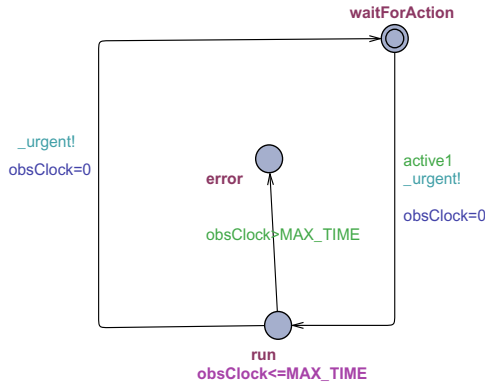 waitForAction
_urgent!
obsClock=0
active1
_urgent!
obsClock=0
error
obsClock>MAX_TIME
run
obsClock<=MAX_TIME